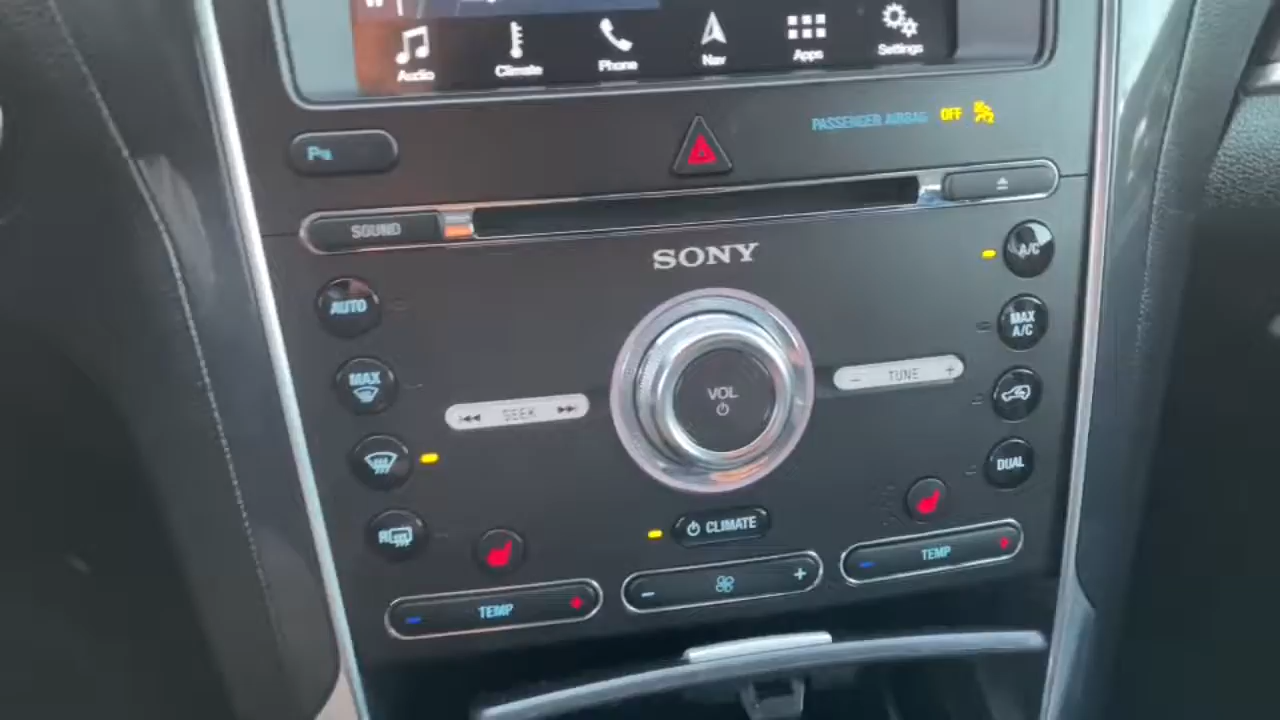 Audio
Climate
Phone
Nav
Apps
Settings
PASSENGER AIRBAG OFF
SOUND
SONY
A/C
AUTO
MAX
A/C
MAX
VOL
− TUNE +
SEEK
DUAL
R
CLIMATE
− TEMP +
− +
− TEMP +